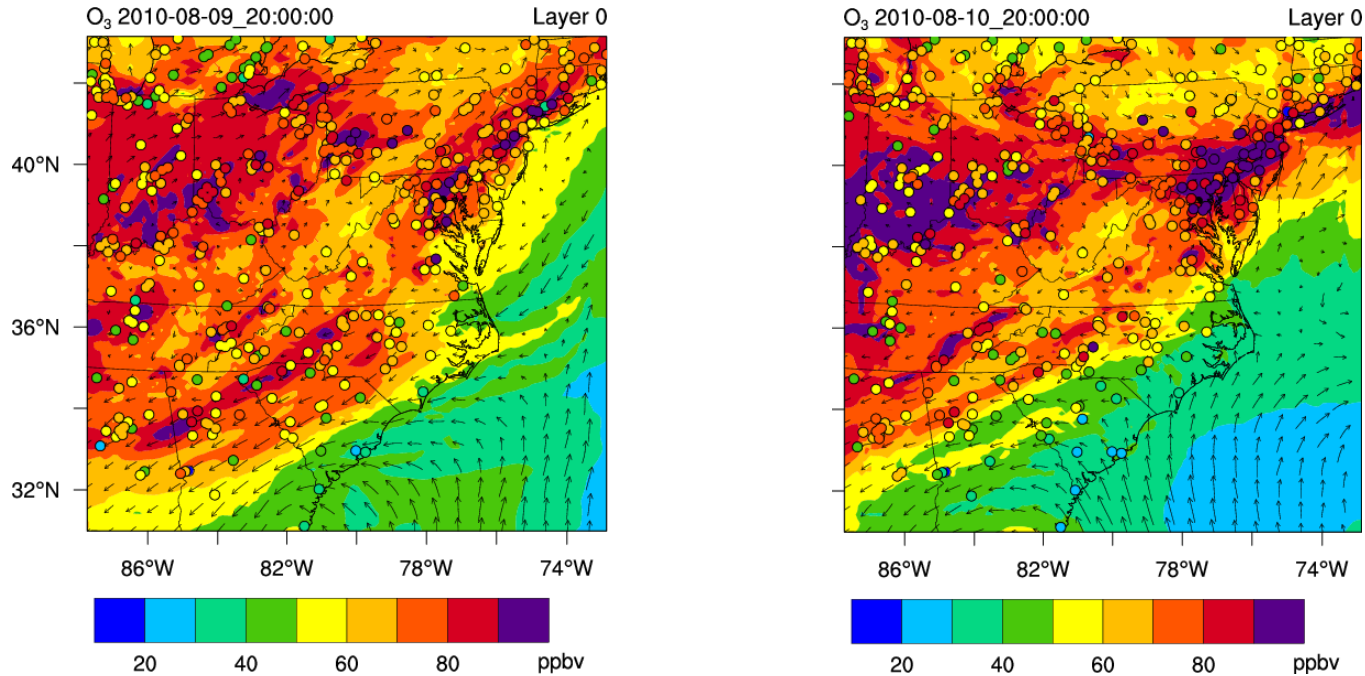 O₃ 2010-08-09_20:00:00 Layer 0
40°N
36°N
32°N
86°W 82°W 78°W 74°W
20 40 60 80 ppbv
O₃ 2010-08-10_20:00:00 Layer 0
86°W 82°W 78°W 74°W
20 40 60 80 ppbv